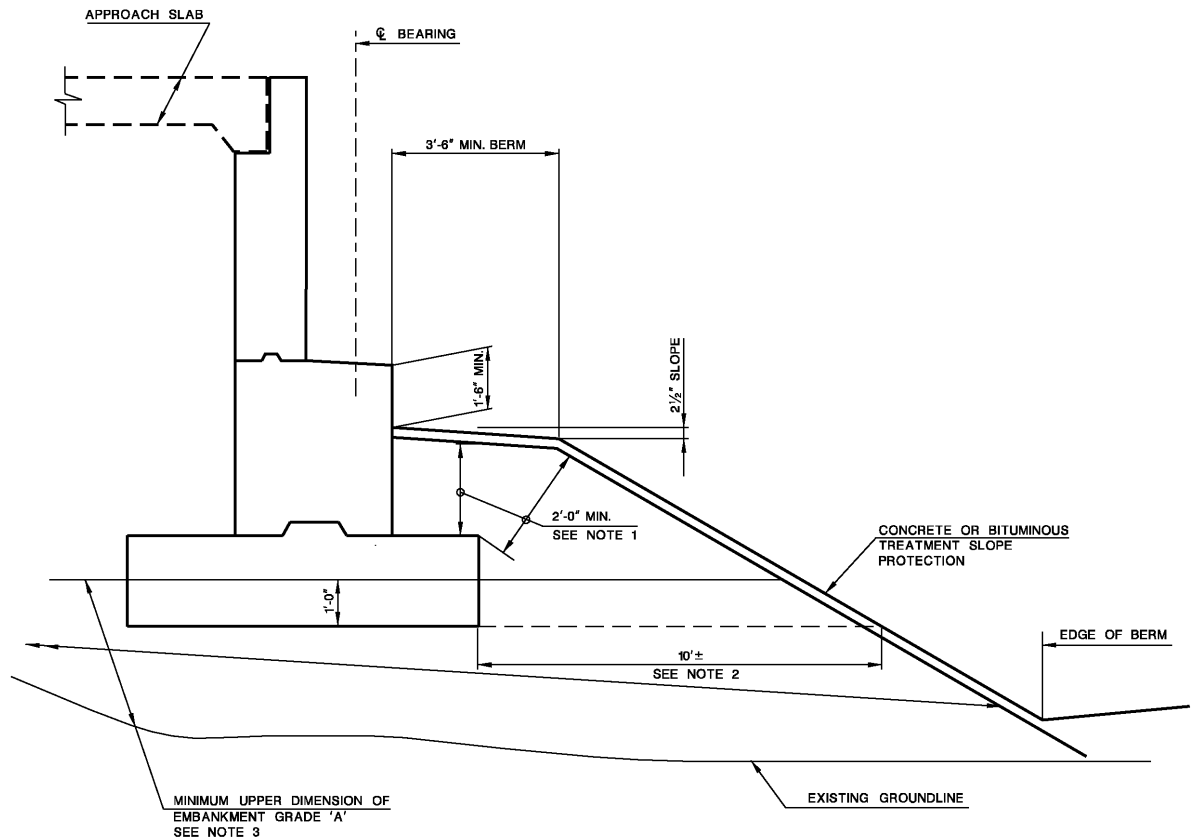 APPROACH SLAB
℄ BEARING
3'-6" MIN. BERM
1'-6" MIN.
2½" SLOPE
2'-0" MIN.
SEE NOTE 1
CONCRETE OR BITUMINOUS
TREATMENT SLOPE
PROTECTION
1'-0"
EDGE OF BERM
10'±
SEE NOTE 2
MINIMUM UPPER DIMENSION OF
EMBANKMENT GRADE 'A'
SEE NOTE 3
EXISTING GROUNDLINE